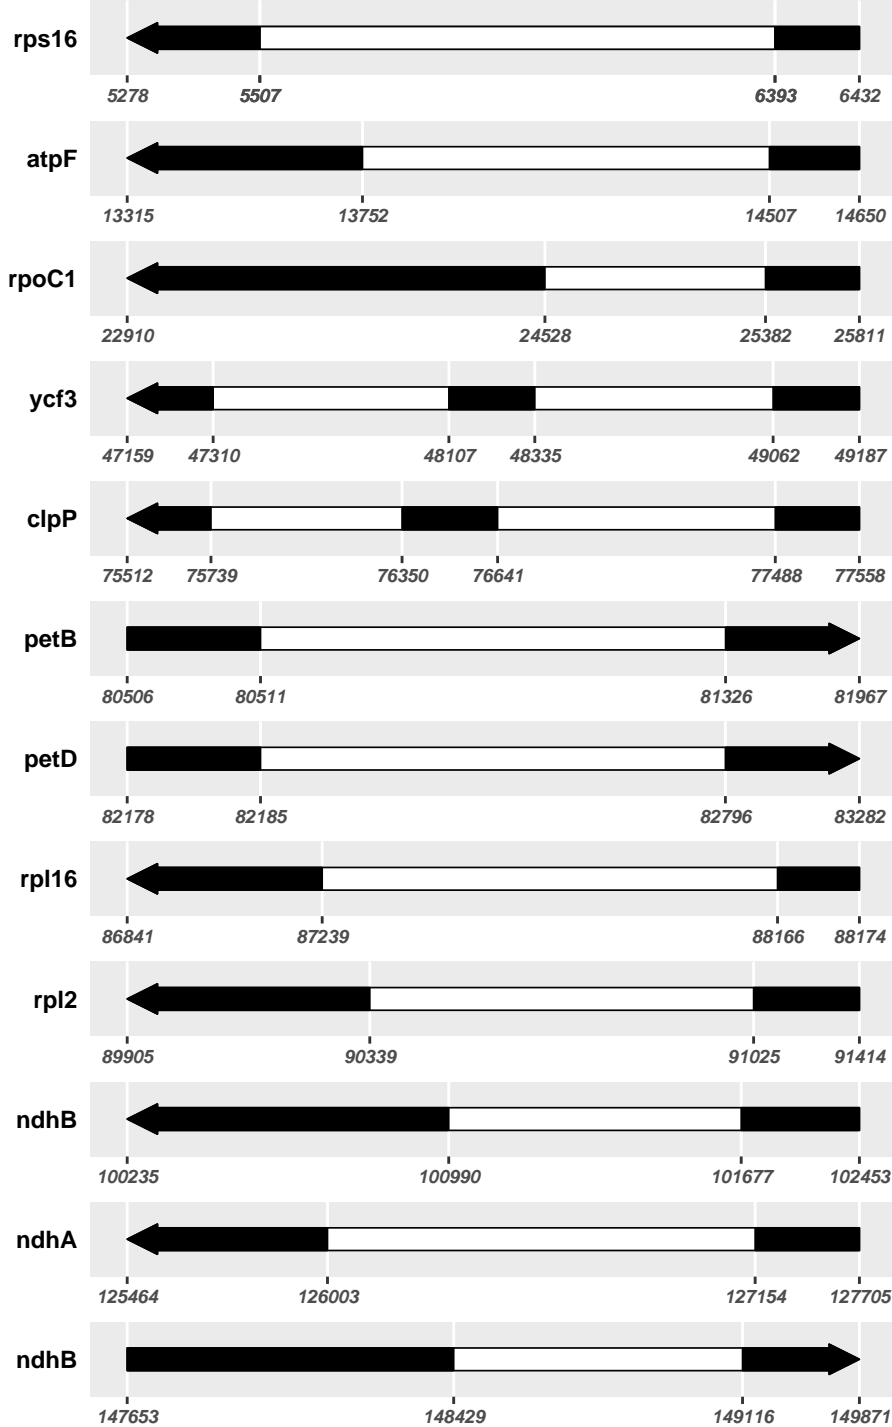 rps16
5278 5507 6393 6432
atpF
13315 13752 14507 14650
rpoC1
22910 24528 25382 25811
ycf3
47159 47310 48107 48335 49062 49187
clpP
75512 75739 76350 76641 77488 77558
petB
80506 80511 81326 81967
petD
82178 82185 82796 83282
rpl16
86841 87239 88166 88174
rpl2
89905 90339 91025 91414
ndhB
100235 100990 101677 102453
ndhA
125464 126003 127154 127705
ndhB
147653 148429 149116 149871